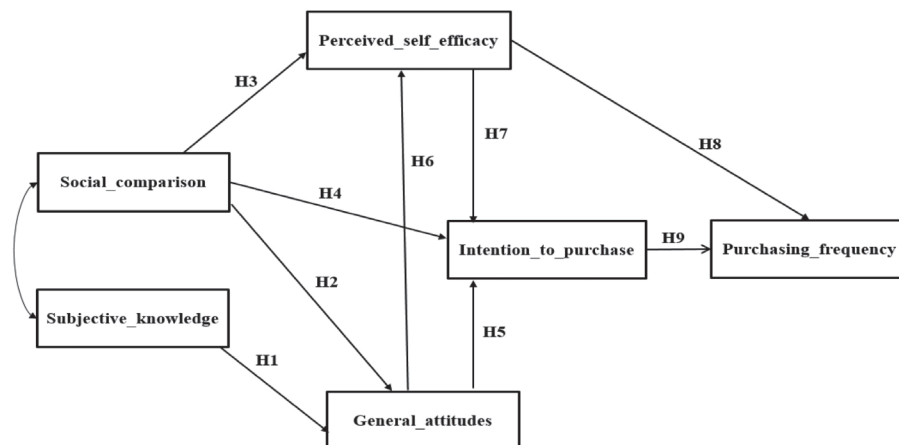 Perceived_self_efficacy
H3
H7
H8
H6
Social_comparison
H4
Intention_to_purchase
H9
Purchasing_frequency
H2
Subjective_knowledge
H5
H1
General_attitudes